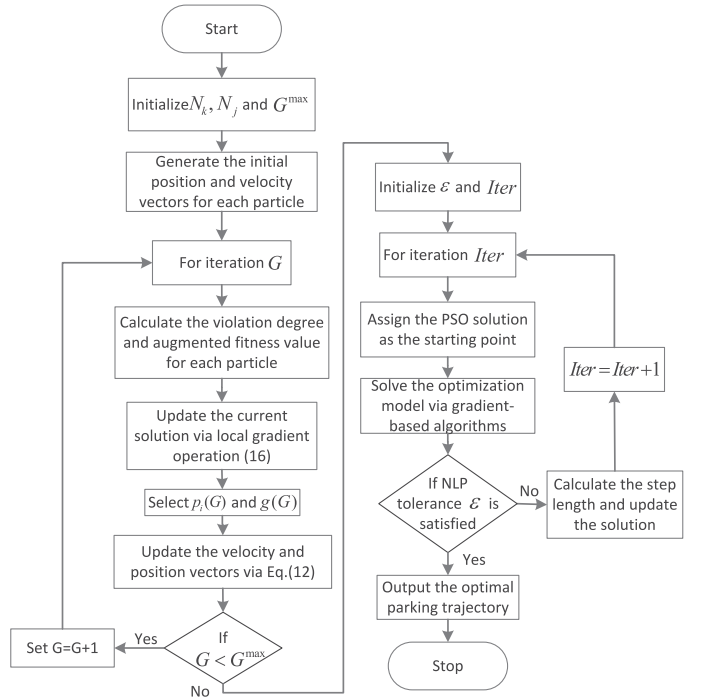 Start
Initialize N_k, N_j and G^max
Generate the initial
position and velocity
vectors for each particle
For iteration G
Calculate the violation degree
and augmented fitness value
for each particle
Update the current
solution via local gradient
operation (16)
Select p_i(G) and g(G)
Update the velocity and
position vectors via Eq.(12)
If
G < G^max
Yes
Set G=G+1
No
Initialize ε and Iter
For iteration Iter
Assign the PSO solution
as the starting point
Solve the optimization
model via gradient-
based algorithms
If NLP
tolerance ε is
satisfied
No
Calculate the step
length and update
the solution
Iter = Iter +1
Yes
Output the optimal
parking trajectory
Stop